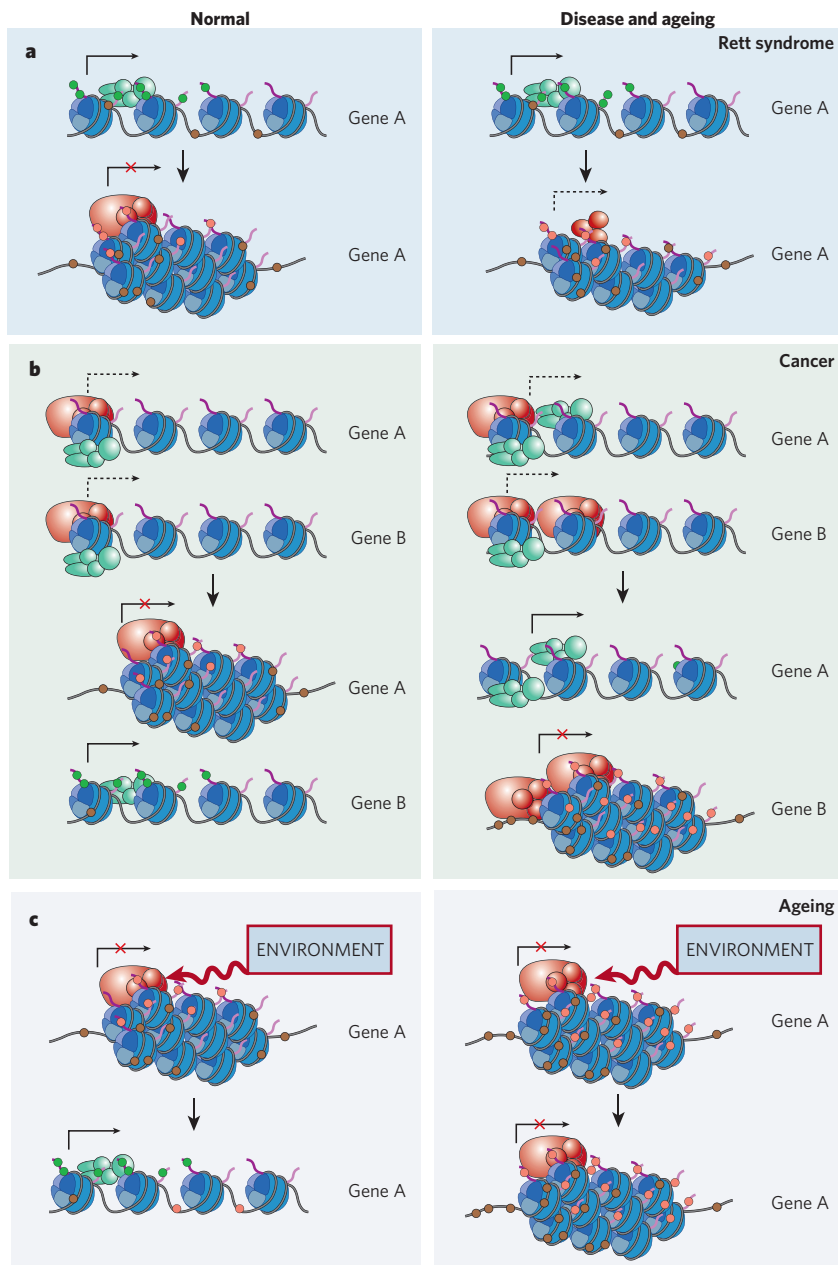 Normal
Disease and ageing
a
Gene A
Gene A
Rett syndrome
Gene A
Gene A
b
Gene A
Gene B
Gene A
Gene B
Cancer
Gene A
Gene B
Gene A
Gene B
c
ENVIRONMENT
Gene A
Gene A
Ageing
ENVIRONMENT
Gene A
Gene A